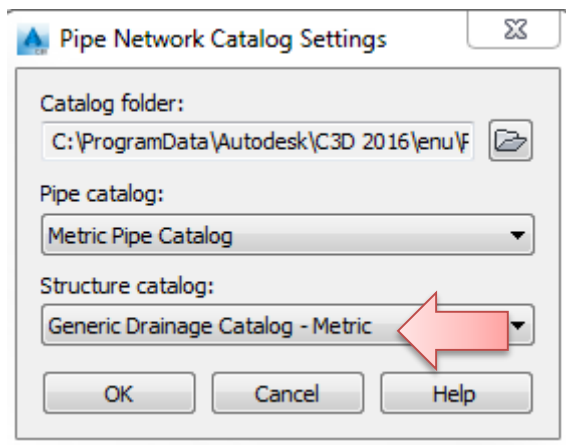 Pipe Network Catalog Settings
Catalog folder:
C:\ProgramData\Autodesk\C3D 2016\enu\
Pipe catalog:
Metric Pipe Catalog
Structure catalog:
Generic Drainage Catalog - Metric
OK Cancel Help